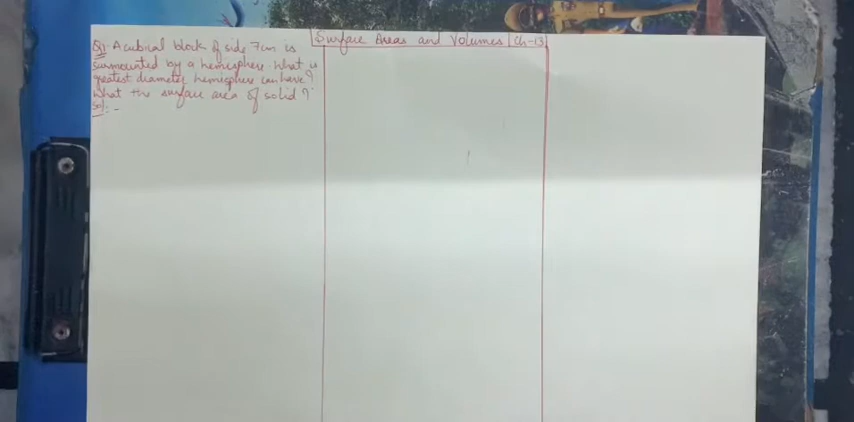 Surface Areas and Volumes | Ch-13
Q1. A cubical block of side 7cm is
surmounted by a hemisphere. What is
greatest diameter hemisphere can have?
What the surface area of solid?
Sol:-